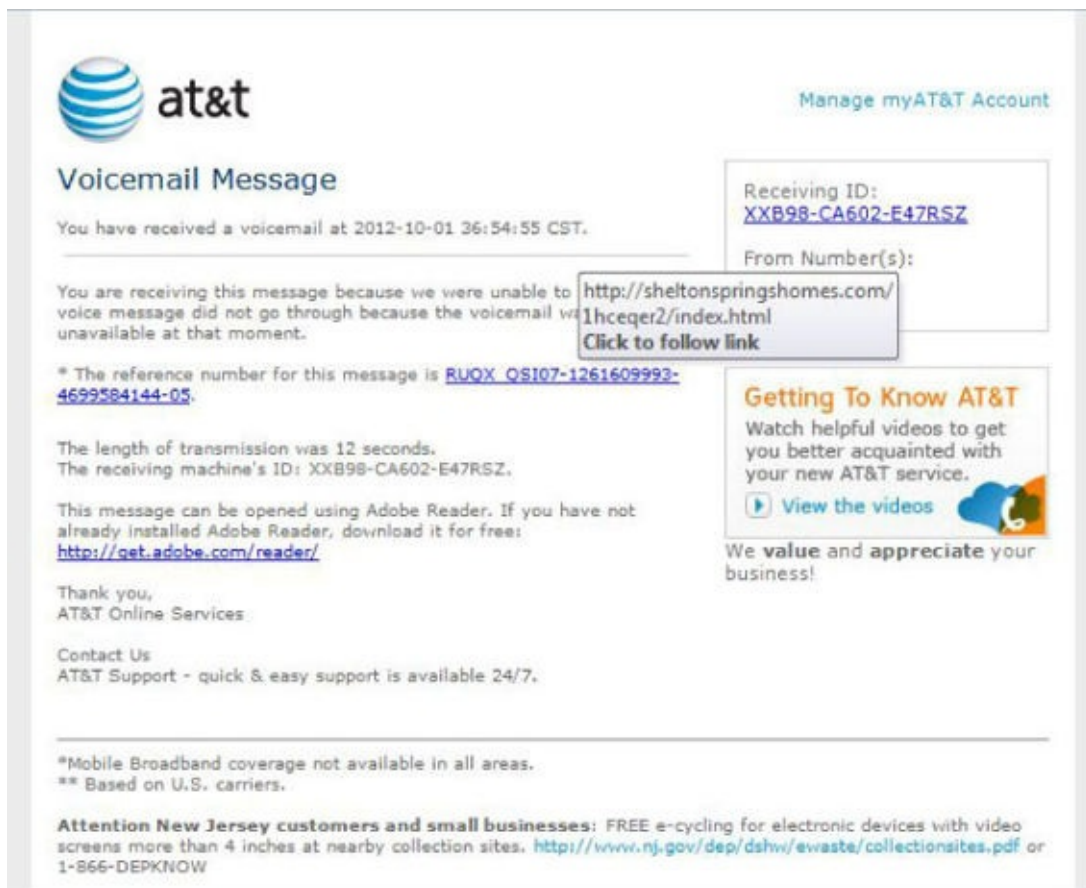 at&t
Manage myAT&T Account
Voicemail Message
You have received a voicemail at 2012-10-01 36:54:55 CST.
You are receiving this message because we were unable to
voice message did not go through because the voicemail
unavailable at that moment.
* The reference number for this message is RUQX QSI07-1261609993-
4699584144-05.
The length of transmission was 12 seconds.
The receiving machine's ID: XXB98-CA602-E47RSZ.
This message can be opened using Adobe Reader. If you have not
already installed Adobe Reader, download it for free:
http://get.adobe.com/reader/
Thank you,
AT&T Online Services
Contact Us
AT&T Support - quick & easy support is available 24/7.
Receiving ID:
XXB98-CA602-E47RSZ
From Number(s):
http://sheltonspringshomes.com/
1hceqer2/index.html
Click to follow link
Getting To Know AT&T
Watch helpful videos to get
you better acquainted with
your new AT&T service.
View the videos
We value and appreciate your
business!
*Mobile Broadband coverage not available in all areas.
** Based on U.S. carriers.
Attention New Jersey customers and small businesses: FREE e-cycling for electronic devices with video
screens more than 4 inches at nearby collection sites. http://www.nj.gov/dep/dshw/ewaste/collectionsites.pdf or
1-866-DEPKNOW